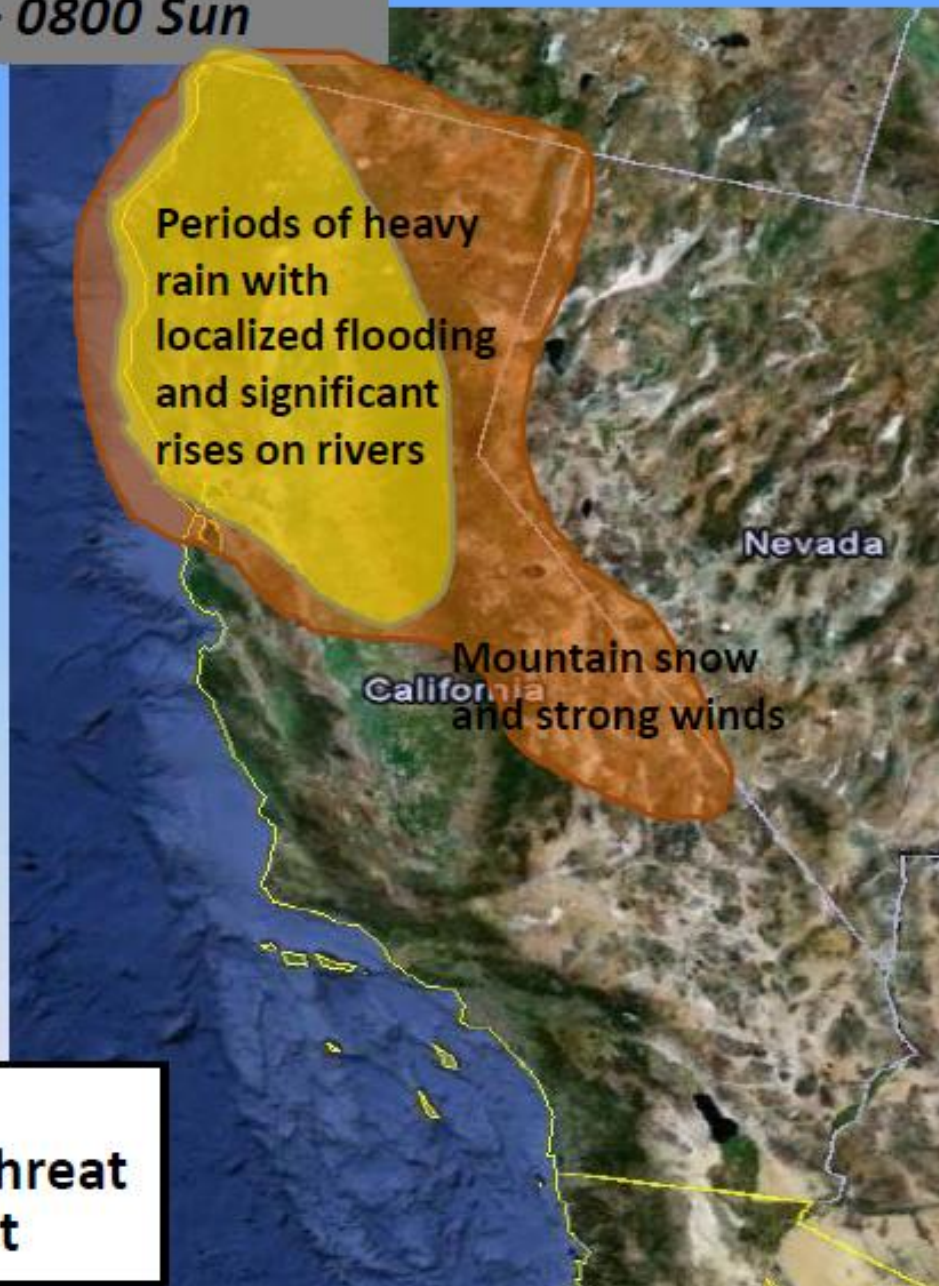 - 0800 Sun
Periods of heavy
rain with
localized flooding
and significant
rises on rivers
Nevada
Mountain snow
and strong winds
California